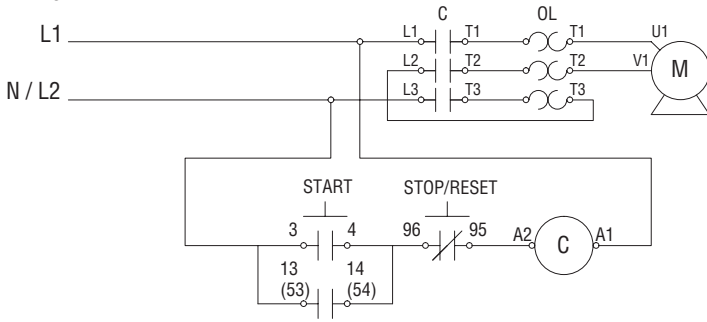 C OL
L1 L1 T1 T1 U1
L2 T2 T2 V1 M
N / L2 L3 T3 T3
START STOP/RESET
3 4 96 95 A2 C A1
13 14
(53) (54)